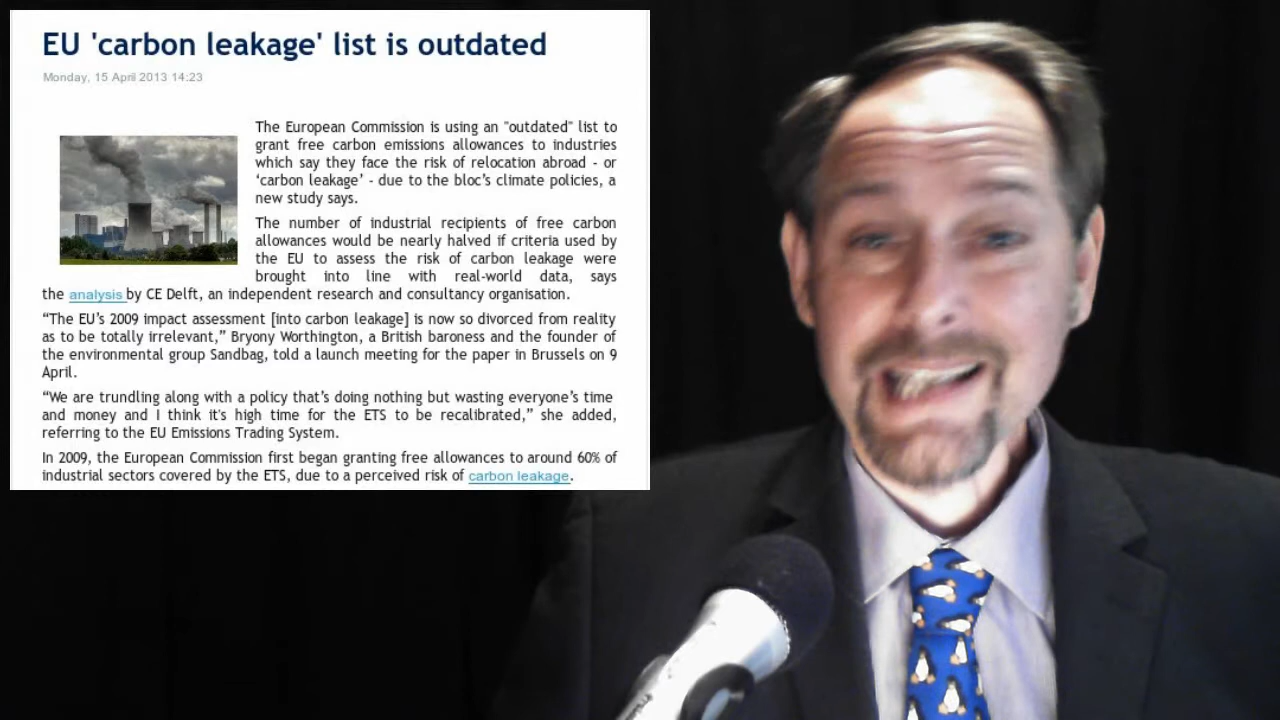 EU 'carbon leakage' list is outdated
Monday, 15 April 2013 14:23
The European Commission is using an "outdated" list to
grant free carbon emissions allowances to industries
which say they face the risk of relocation abroad - or
‘carbon leakage’ - due to the bloc’s climate policies, a
new study says.
The number of industrial recipients of free carbon
allowances would be nearly halved if criteria used by
the EU to assess the risk of carbon leakage were
brought into line with real-world data, says
the analysis by CE Delft, an independent research and consultancy organisation.
“The EU’s 2009 impact assessment [into carbon leakage] is now so divorced from reality
as to be totally irrelevant,” Bryony Worthington, a British baroness and the founder of
the environmental group Sandbag, told a launch meeting for the paper in Brussels on 9
April.
“We are trundling along with a policy that’s doing nothing but wasting everyone’s time
and money and I think it's high time for the ETS to be recalibrated,” she added,
referring to the EU Emissions Trading System.
In 2009, the European Commission first began granting free allowances to around 60% of
industrial sectors covered by the ETS, due to a perceived risk of carbon leakage.